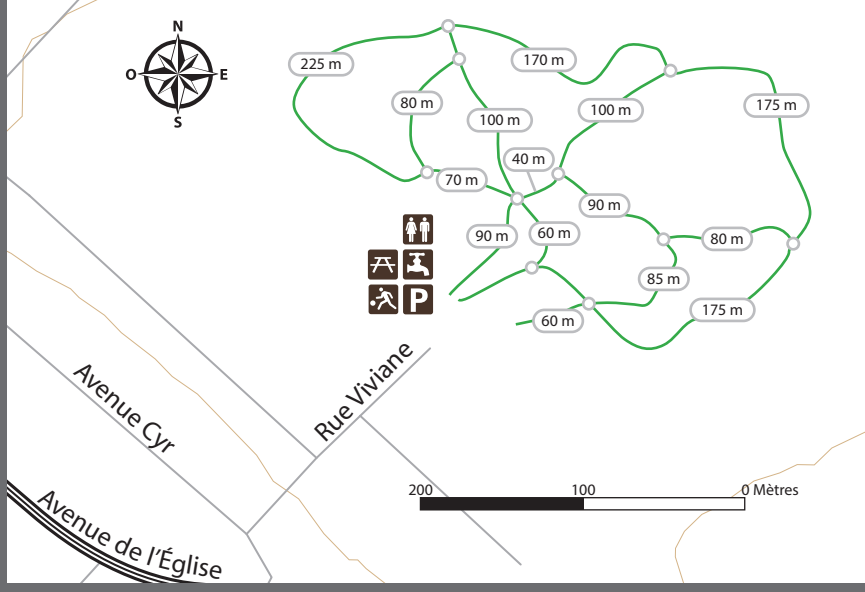 N
O
E
S
225 m
170 m
80 m
100 m
100 m
175 m
40 m
70 m
90 m
90 m
60 m
80 m
85 m
175 m
60 m
P
Rue Viviane
Avenue Cyr
Avenue de l'Église
200
100
0 Mètres